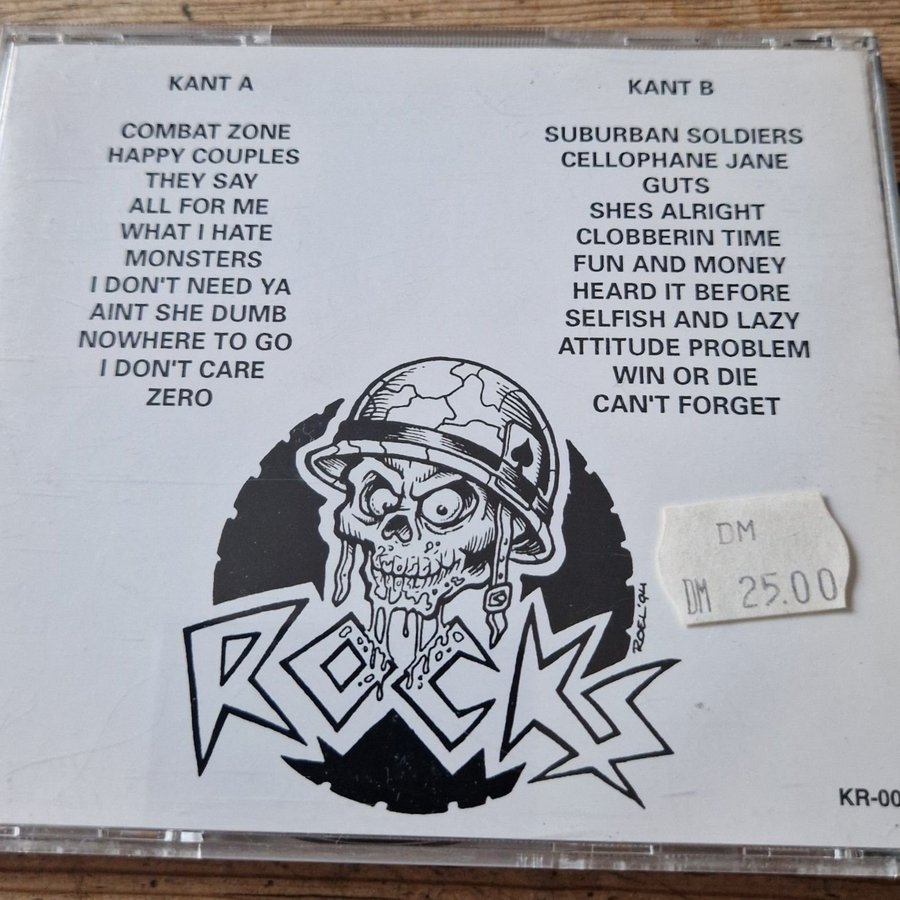 KANT A
COMBAT ZONE
HAPPY COUPLES
THEY SAY
ALL FOR ME
WHAT I HATE
MONSTERS
I DON'T NEED YA
AINT SHE DUMB
NOWHERE TO GO
I DON'T CARE
ZERO
KANT B
SUBURBAN SOLDIERS
CELLOPHANE JANE
GUTS
SHES ALRIGHT
CLOBBERIN TIME
FUN AND MONEY
HEARD IT BEFORE
SELFISH AND LAZY
ATTITUDE PROBLEM
WIN OR DIE
CAN'T FORGET
DM
DM 25.00
ROEL '94
ROCKS
KR-00